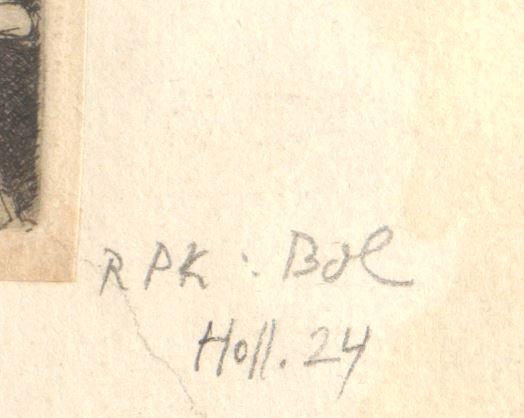 RPK : Bol
Holl. 24